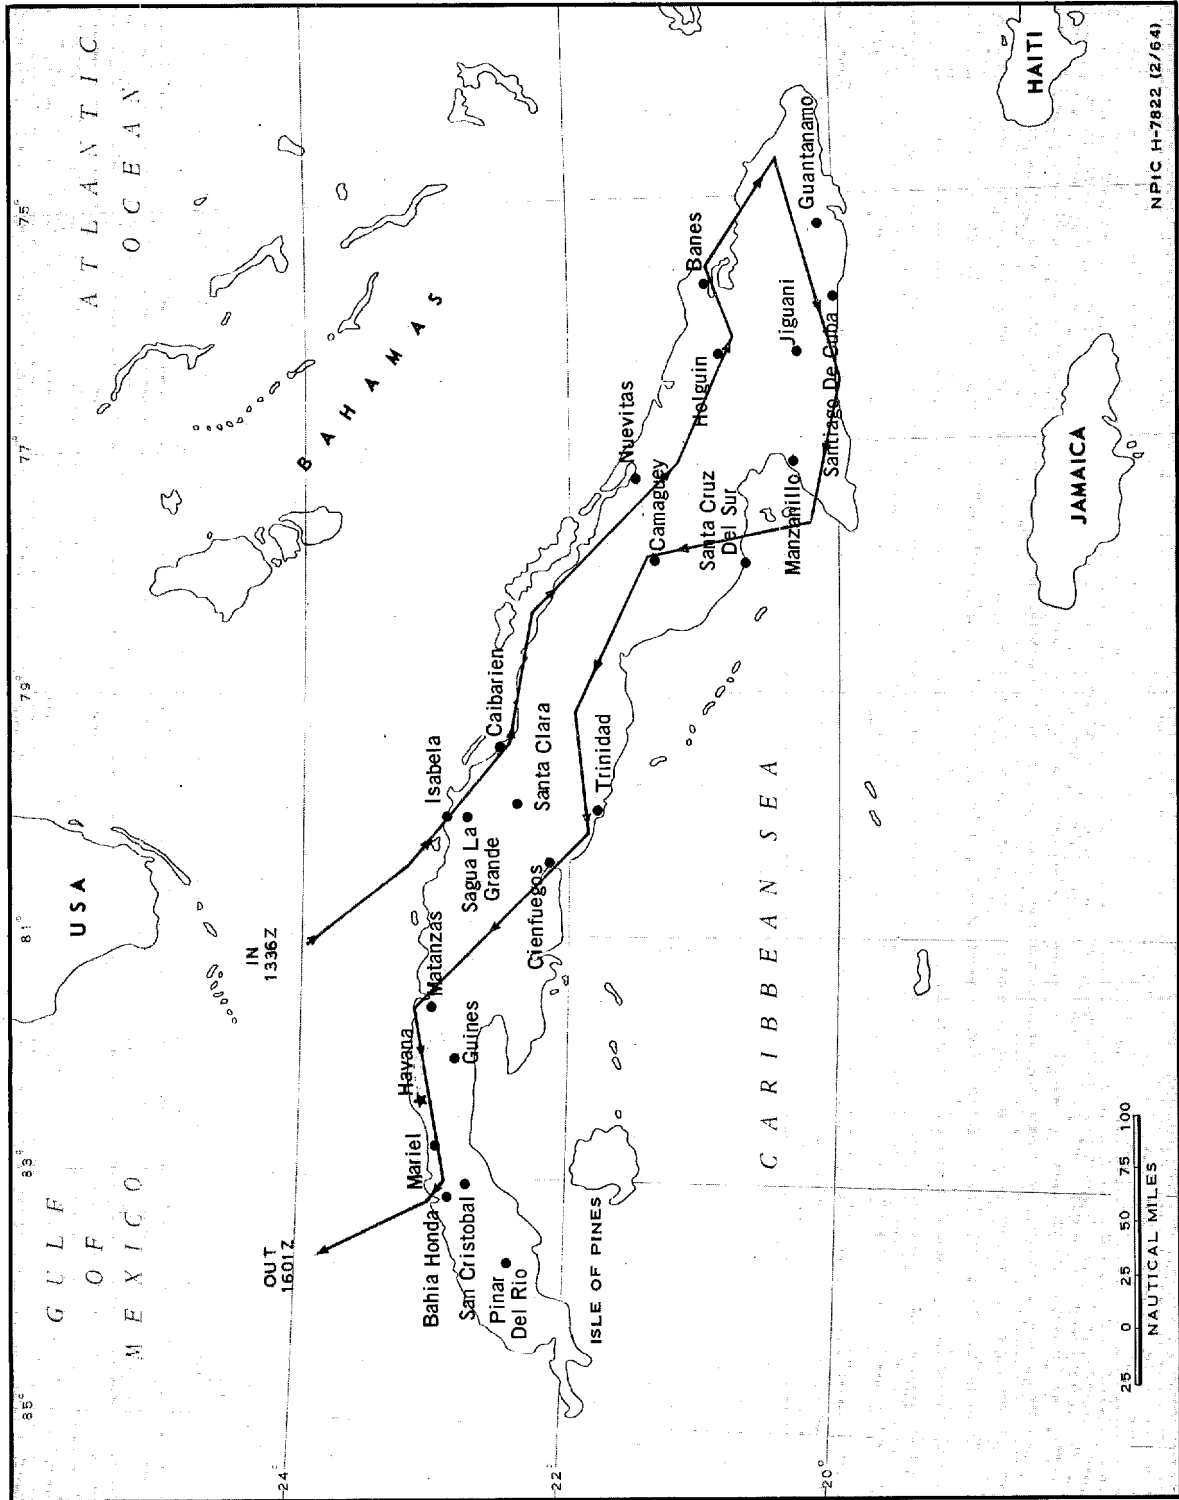 GULF
OF
MEXICO
USA
ATLANTIC
OCEAN
BAHAMAS
85°
83°
81°
79°
77°
75°
24°
22°
20°
OUT
1601Z
IN
1336Z
Bahia Honda
San Cristobal
Pinar
Del Rio
Mariel
Havana
Guines
Matanzas
Cienfuegos
Sagua La
Grande
Isabela
Santa Clara
Caibarien
Trinidad
Camaguey
Nuevitas
Santa Cruz
Del Sur
Manzanillo
Holguin
Jiguani
Banes
Santiago De Cuba
Guantanamo
ISLE OF PINES
CARIBBEAN SEA
JAMAICA
HAITI
25 0 25 50 75 100
NAUTICAL MILES
NPIC H-7822 (2/64)